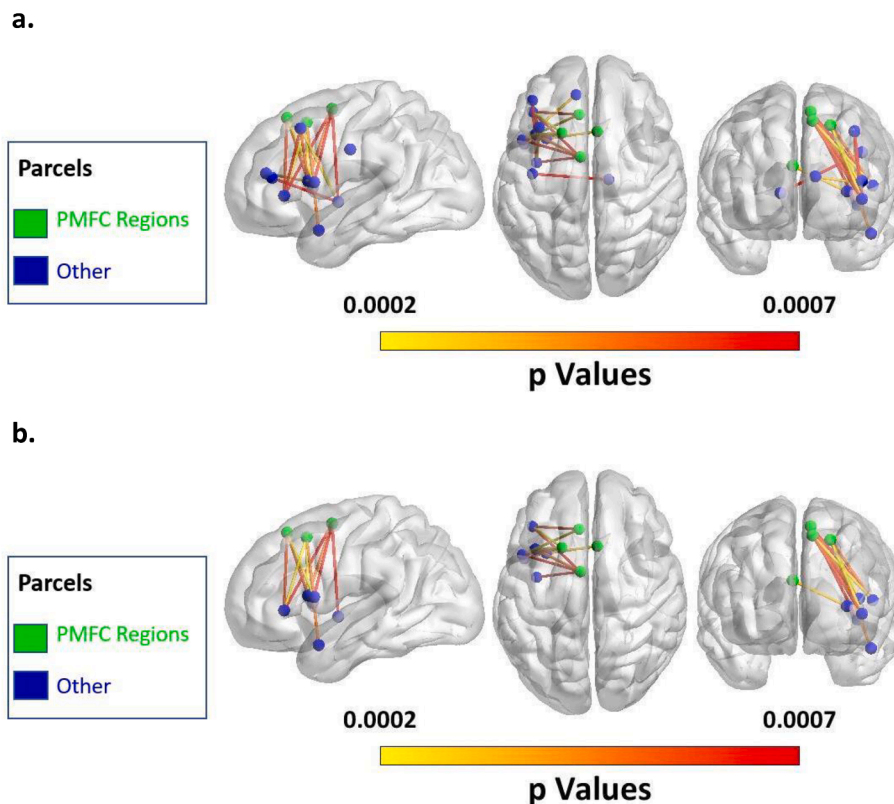 a.
Parcels
PMFC Regions
Other
0.0002 0.0007
p Values
b.
Parcels
PMFC Regions
Other
0.0002 0.0007
p Values